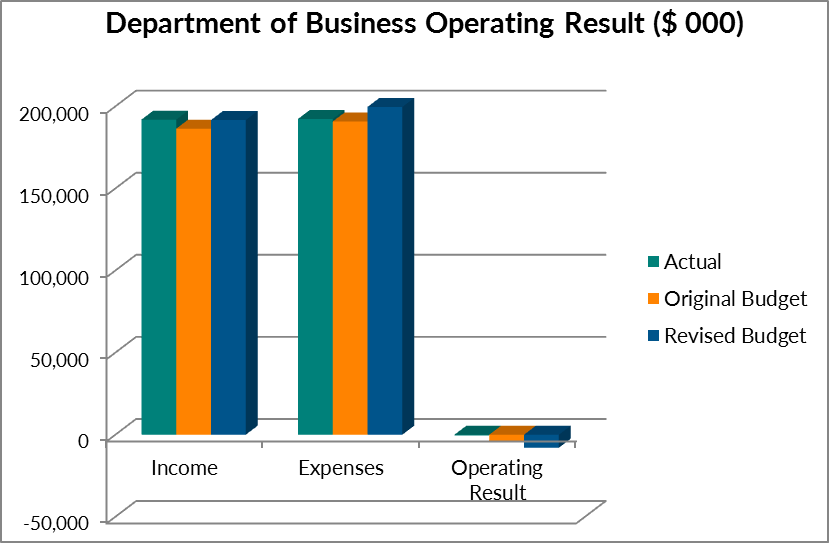 Department of Business Operating Result ($ 000)
200,000
150,000
100,000
50,000
0
-50,000
Income
Expenses
Operating
Result
Actual
Original Budget
Revised Budget